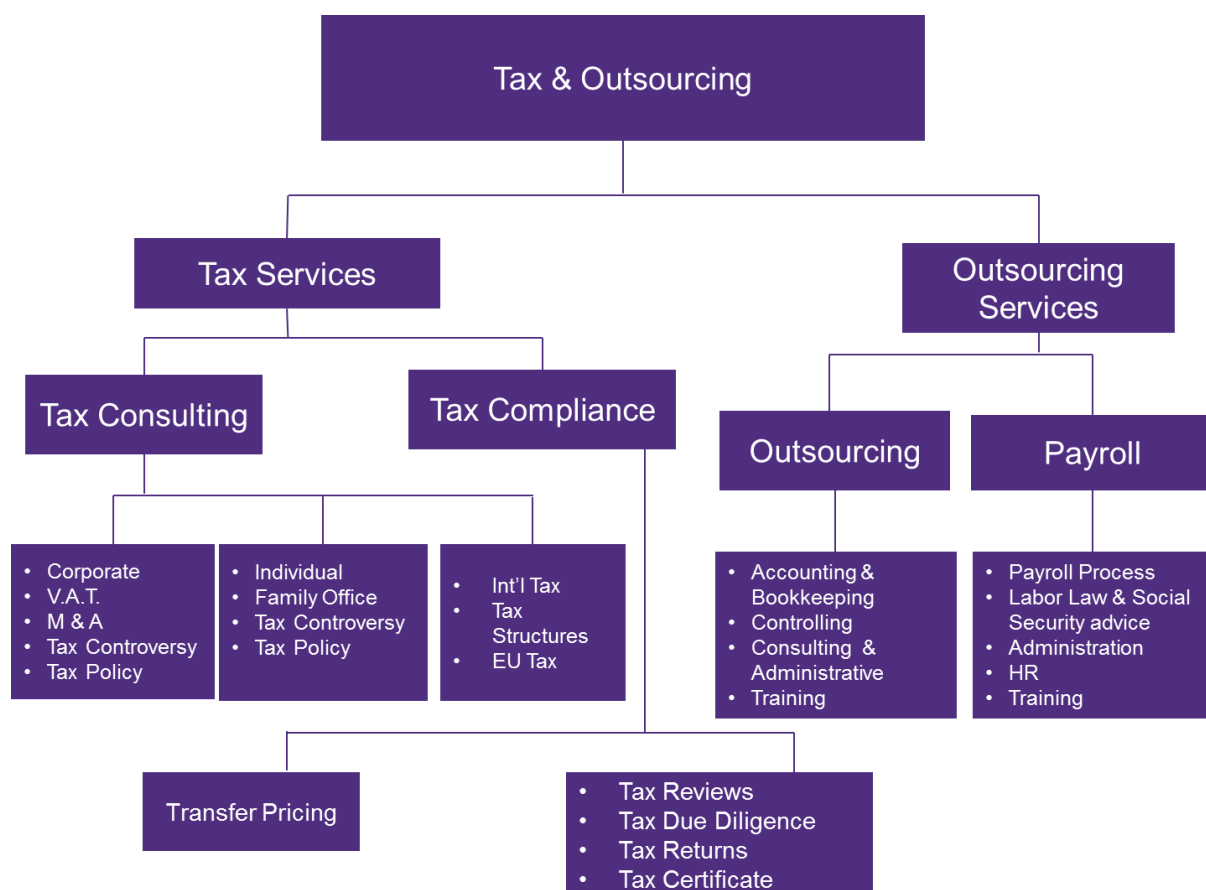 Tax & Outsourcing
Tax Services
Outsourcing
Services
Tax Consulting
Tax Compliance
Outsourcing
Payroll
• Corporate
• V.A.T.
• M & A
• Tax Controversy
• Tax Policy
• Individual
• Family Office
• Tax Controversy
• Tax Policy
• Int'l Tax
• Tax
Structures
• EU Tax
• Accounting &
Bookkeeping
• Controlling
• Consulting &
Administrative
• Training
• Payroll Process
• Labor Law & Social
Security advice
• Administration
• HR
• Training
Transfer Pricing
• Tax Reviews
• Tax Due Diligence
• Tax Returns
• Tax Certificate